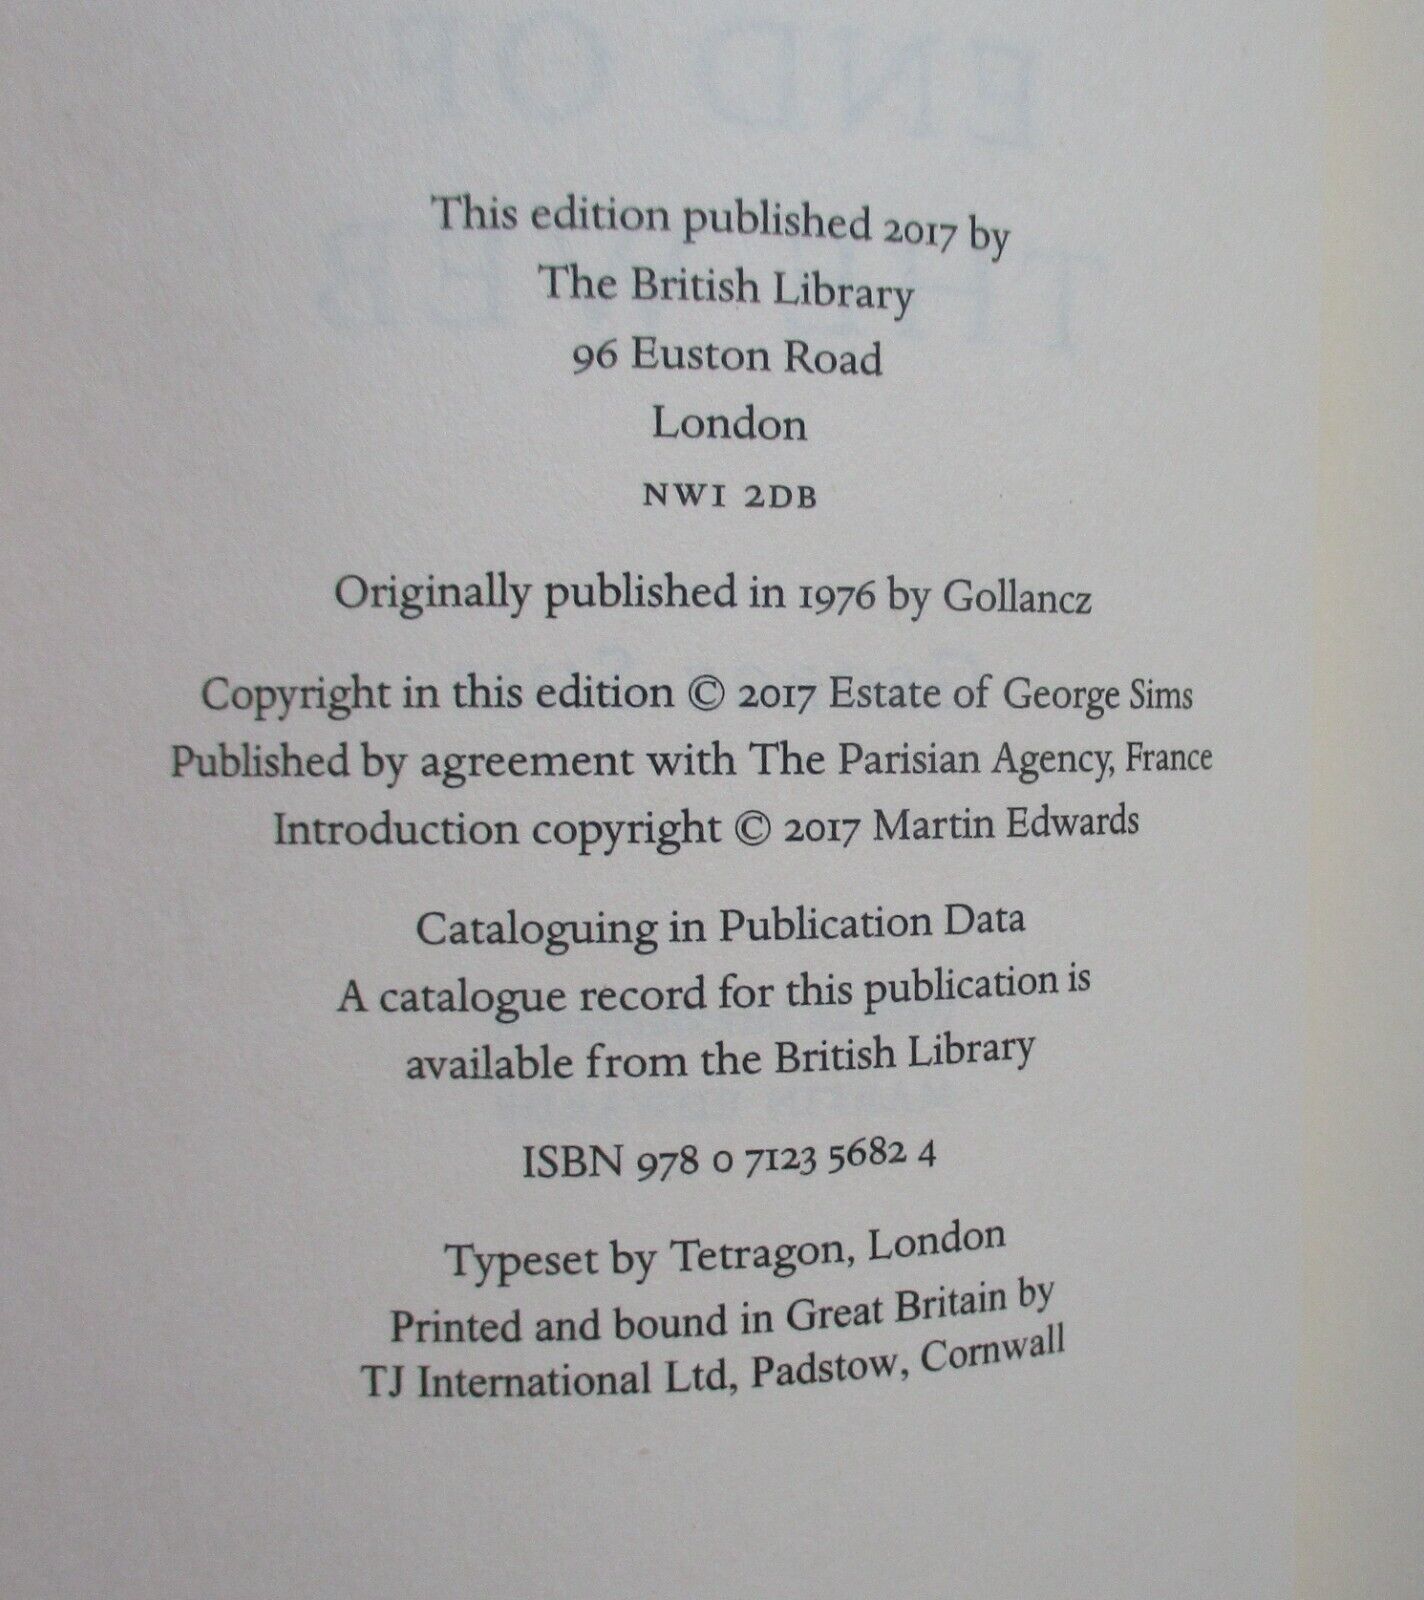 END OF
THE WEB
This edition published 2017 by
The British Library
96 Euston Road
London
NW1 2DB
Originally published in 1976 by Gollancz
Copyright in this edition © 2017 Estate of George Sims
Published by agreement with The Parisian Agency, France
Introduction copyright © 2017 Martin Edwards
Cataloguing in Publication Data
A catalogue record for this publication is
available from the British Library
ISBN 978 0 7123 5682 4
Typeset by Tetragon, London
Printed and bound in Great Britain by
TJ International Ltd, Padstow, Cornwall